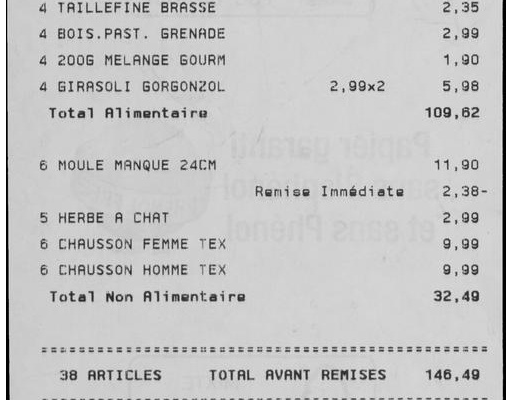 4 TAILLEFINE BRASSE 2,35
4 BOIS.PAST. GRENADE 2,99
4 200G MELANGE GOURM 1,90
4 GIRASOLI GORGONZOL 2,99x2 5,98
Total Alimentaire 109,62
Papier garanti
sans Bisphénol
et sans Phénol
6 MOULE MANQUE 24CM 11,90
Remise Immédiate 2,38-
5 HERBE A CHAT 2,99
6 CHAUSSON FEMME TEX 9,99
6 CHAUSSON HOMME TEX 9,99
Total Non Alimentaire 32,49
38 ARTICLES TOTAL AVANT REMISES 146,49